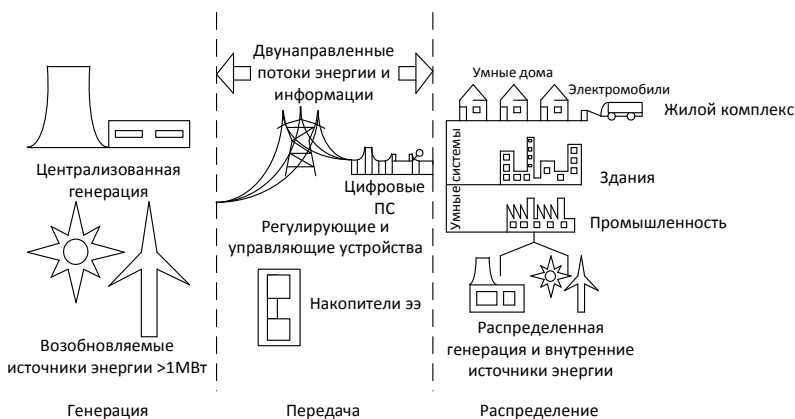 Централизованная
генерация
Возобновляемые
источники энергии >1МВт
Генерация
Двунаправленные
потоки энергии и
информации
Цифровые
ПС
Регулирующие и
управляющие устройства
Накопители ээ
Передача
Умные дома
Электромобили
Жилой комплекс
Умные системы
Здания
Промышленность
Распределенная
генерация и внутренние
источники энергии
Распределение